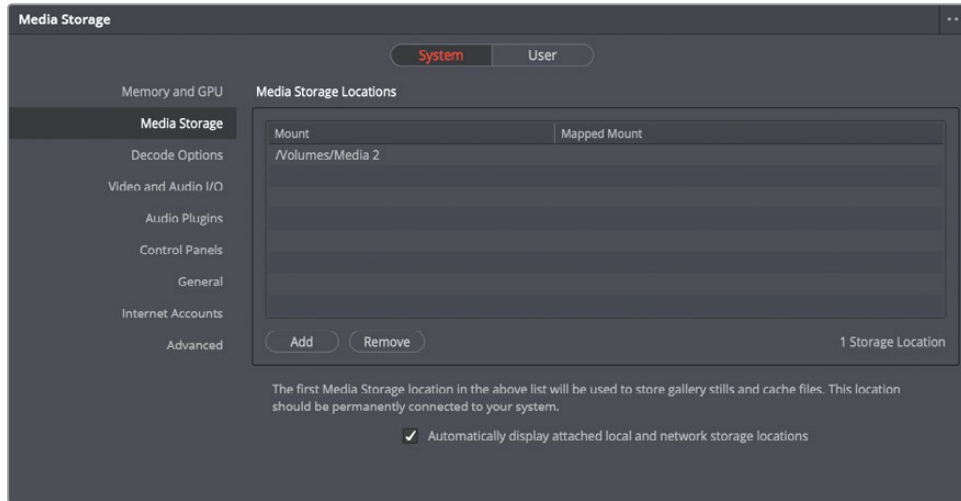 Media Storage
System
User
Memory and GPU
Media Storage Locations
Media Storage
Mount
Mapped Mount
Decode Options
/Volumes/Media 2
Video and Audio I/O
Audio Plugins
Control Panels
General
Internet Accounts
Advanced
Add
Remove
1 Storage Location
The first Media Storage location in the above list will be used to store gallery stills and cache files. This location
should be permanently connected to your system.
Automatically display attached local and network storage locations